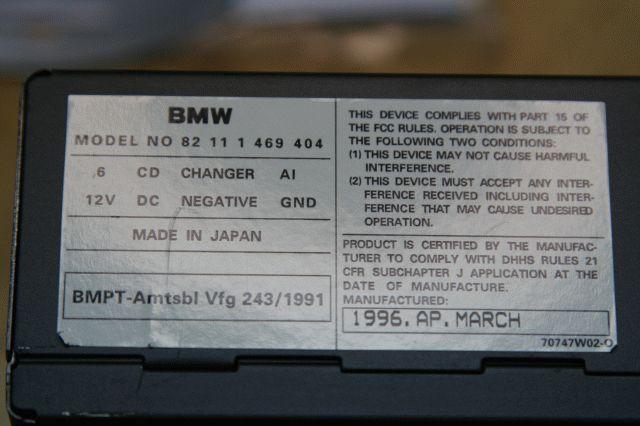 BMW
MODEL NO 82 11 1 469 404
6 CD CHANGER AI
12V DC NEGATIVE GND
MADE IN JAPAN
BMPT-Amtsbl Vfg 243/1991
THIS DEVICE COMPLIES WITH PART 15 OF
THE FCC RULES. OPERATION IS SUBJECT TO
THE FOLLOWING TWO CONDITIONS:
(1) THIS DEVICE MAY NOT CAUSE HARMFUL
INTERFERENCE.
(2) THIS DEVICE MUST ACCEPT ANY INTER-
FERENCE RECEIVED INCLUDING INTER-
FERENCE THAT MAY CAUSE UNDESIRED
OPERATION.
PRODUCT IS CERTIFIED BY THE MANUFAC-
TURER TO COMPLY WITH DHHS RULES 21
CFR SUBCHAPTER J APPLICATION AT THE
DATE OF MANUFACTURE.
MANUFACTURED:
1996. AP. MARCH
70747W02-O